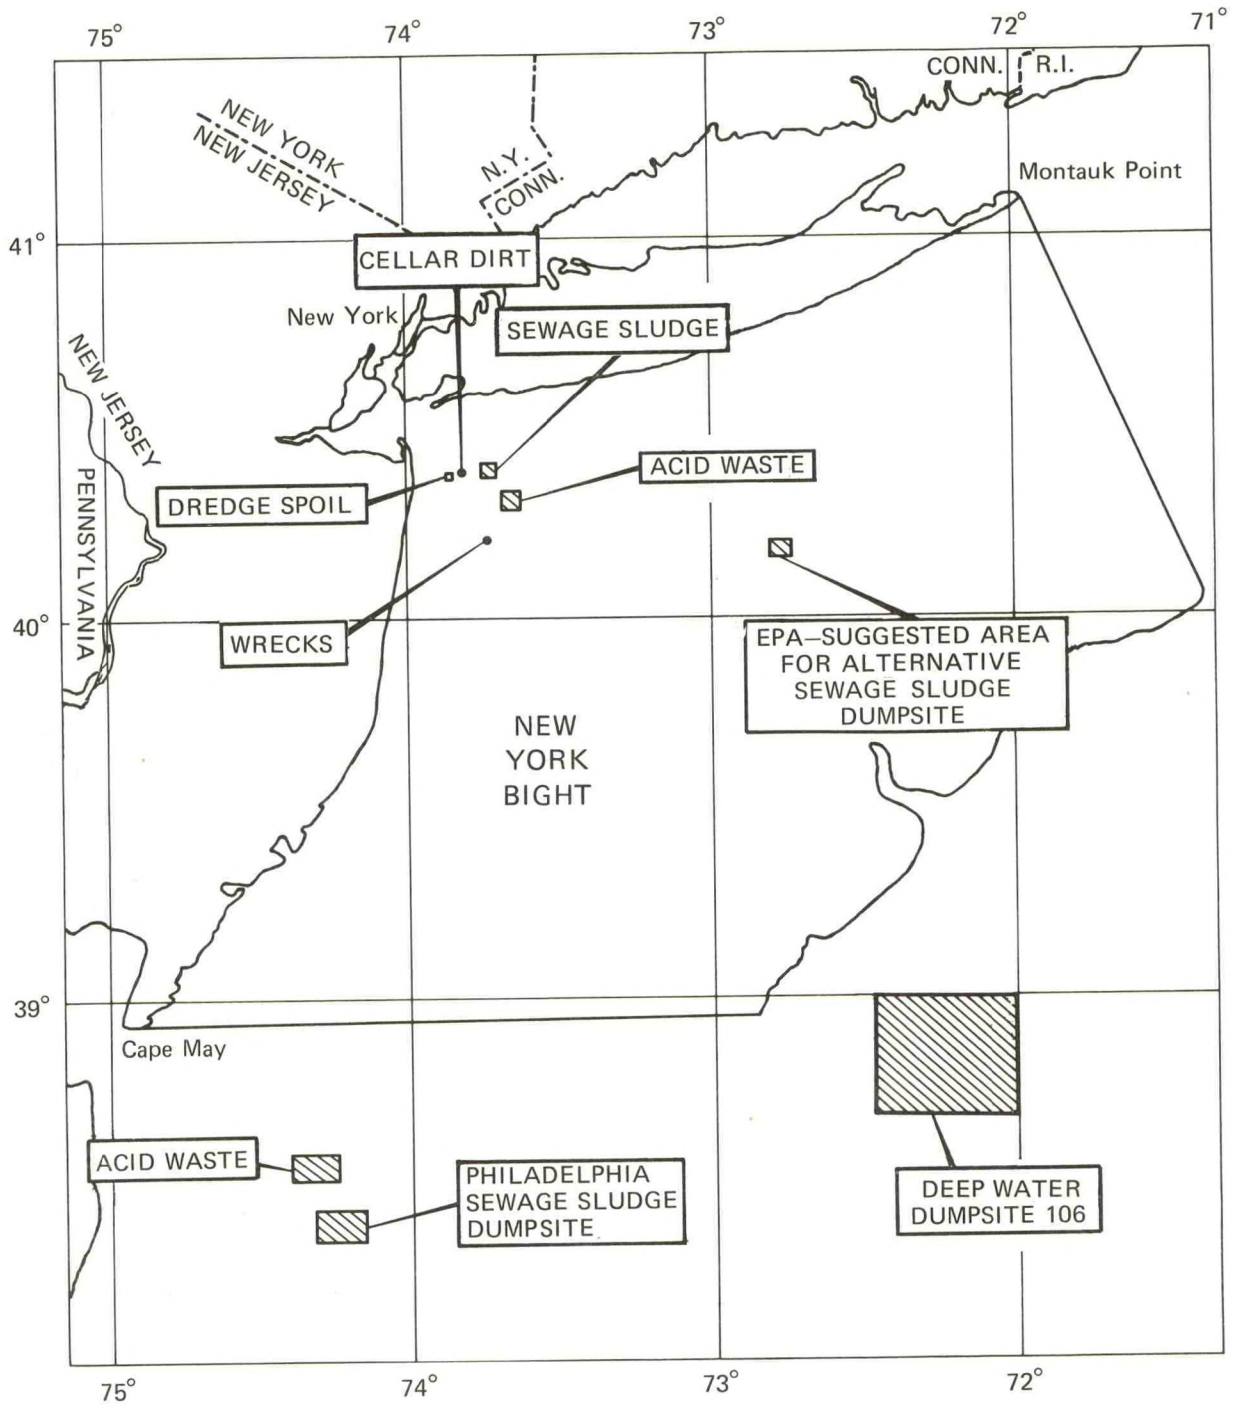 75°
74°
73°
72°
71°
CONN.
R.I.
NEW YORK
NEW JERSEY
N.Y.
CONN.
Montauk Point
41°
CELLAR DIRT
New York
SEWAGE SLUDGE
NEW JERSEY
ACID WASTE
PENNSYLVANIA
DREDGE SPOIL
40°
WRECKS
EPA—SUGGESTED AREA
FOR ALTERNATIVE
SEWAGE SLUDGE
DUMPSITE
NEW
YORK
BIGHT
39°
Cape May
ACID WASTE
PHILADELPHIA
SEWAGE SLUDGE
DUMPSITE
DEEP WATER
DUMPSITE 106
75°
74°
73°
72°